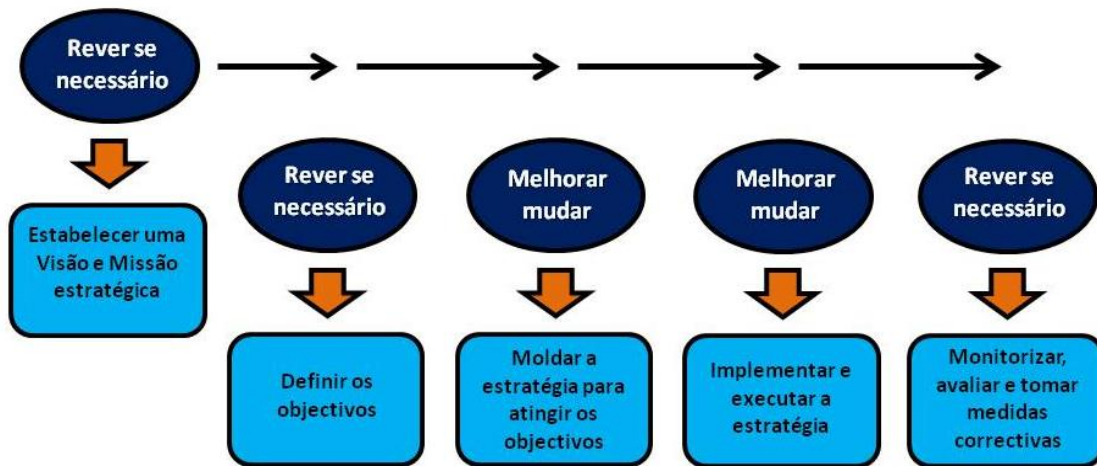 Rever se
necessário
Estabelecer uma
Visão e Missão
estratégica
Rever se
necessário
Definir os
objectivos
Melhorar
mudar
Moldar a
estratégia para
atingir os
objectivos
Melhorar
mudar
Implementar e
executar a
estratégia
Rever se
necessário
Monitorizar,
avaliar e tomar
medidas
correctivas